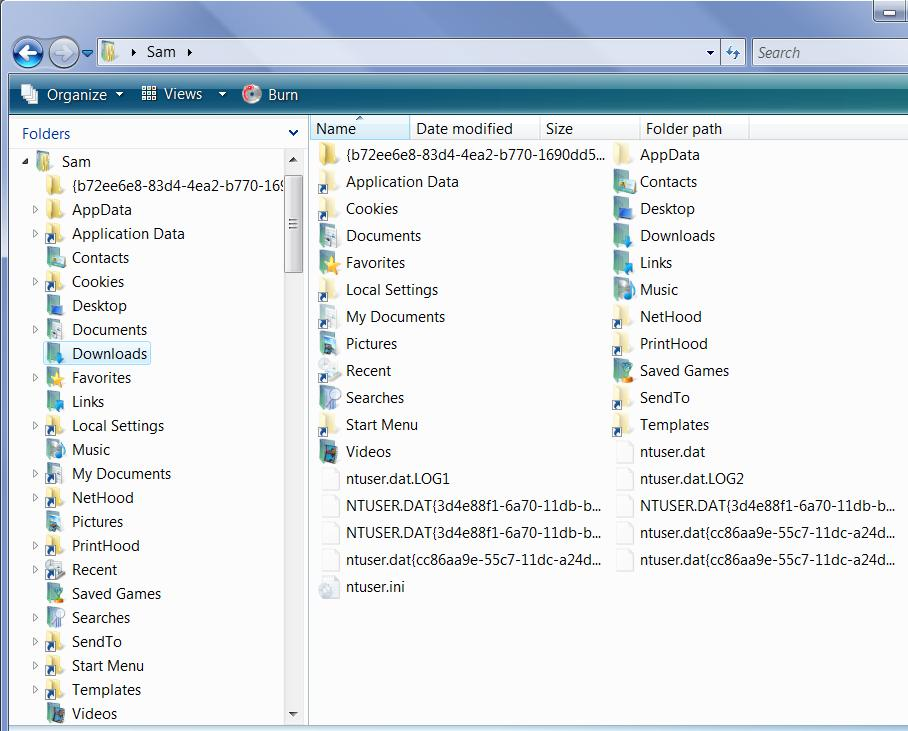 Sam
Search
Organize Views Burn
Folders
Sam
{b72ee6e8-83d4-4ea2-b770-169
AppData
Application Data
Contacts
Cookies
Desktop
Documents
Downloads
Favorites
Links
Local Settings
Music
My Documents
NetHood
Pictures
PrintHood
Recent
Saved Games
Searches
SendTo
Start Menu
Templates
Videos
Name Date modified Size Folder path
{b72ee6e8-83d4-4ea2-b770-1690dd5... AppData
Application Data Contacts
Cookies Desktop
Documents Downloads
Favorites Links
Local Settings Music
My Documents NetHood
Pictures PrintHood
Recent Saved Games
Searches SendTo
Start Menu Templates
Videos ntuser.dat
ntuser.dat.LOG1 ntuser.dat.LOG2
NTUSER.DAT{3d4e88f1-6a70-11db-b... NTUSER.DAT{3d4e88f1-6a70-11db-b...
NTUSER.DAT{3d4e88f1-6a70-11db-b... ntuser.dat{cc86aa9e-55c7-11dc-a24d...
ntuser.dat{cc86aa9e-55c7-11dc-a24d... ntuser.dat{cc86aa9e-55c7-11dc-a24d...
ntuser.ini